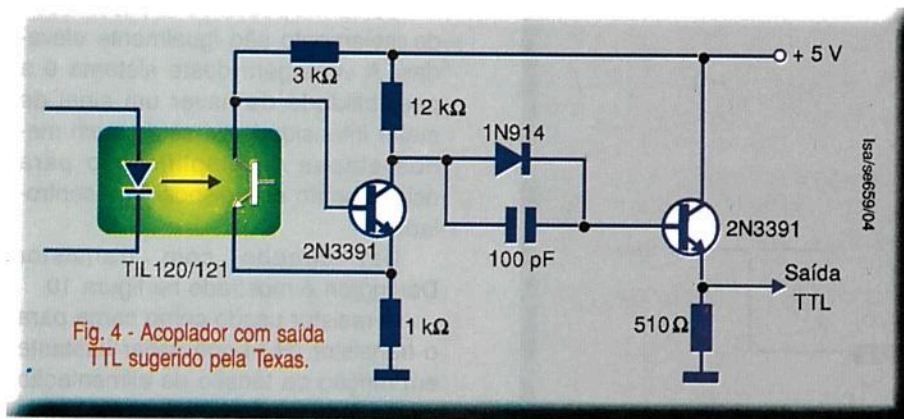 3 kΩ
+ 5 V
12 kΩ
1N914
Isa/se659/04
2N3391
2N3391
100 pF
TIL120/121
Saída
TTL
1 kΩ
510 Ω
Fig. 4 - Acoplador com saída
TTL sugerido pela Texas.